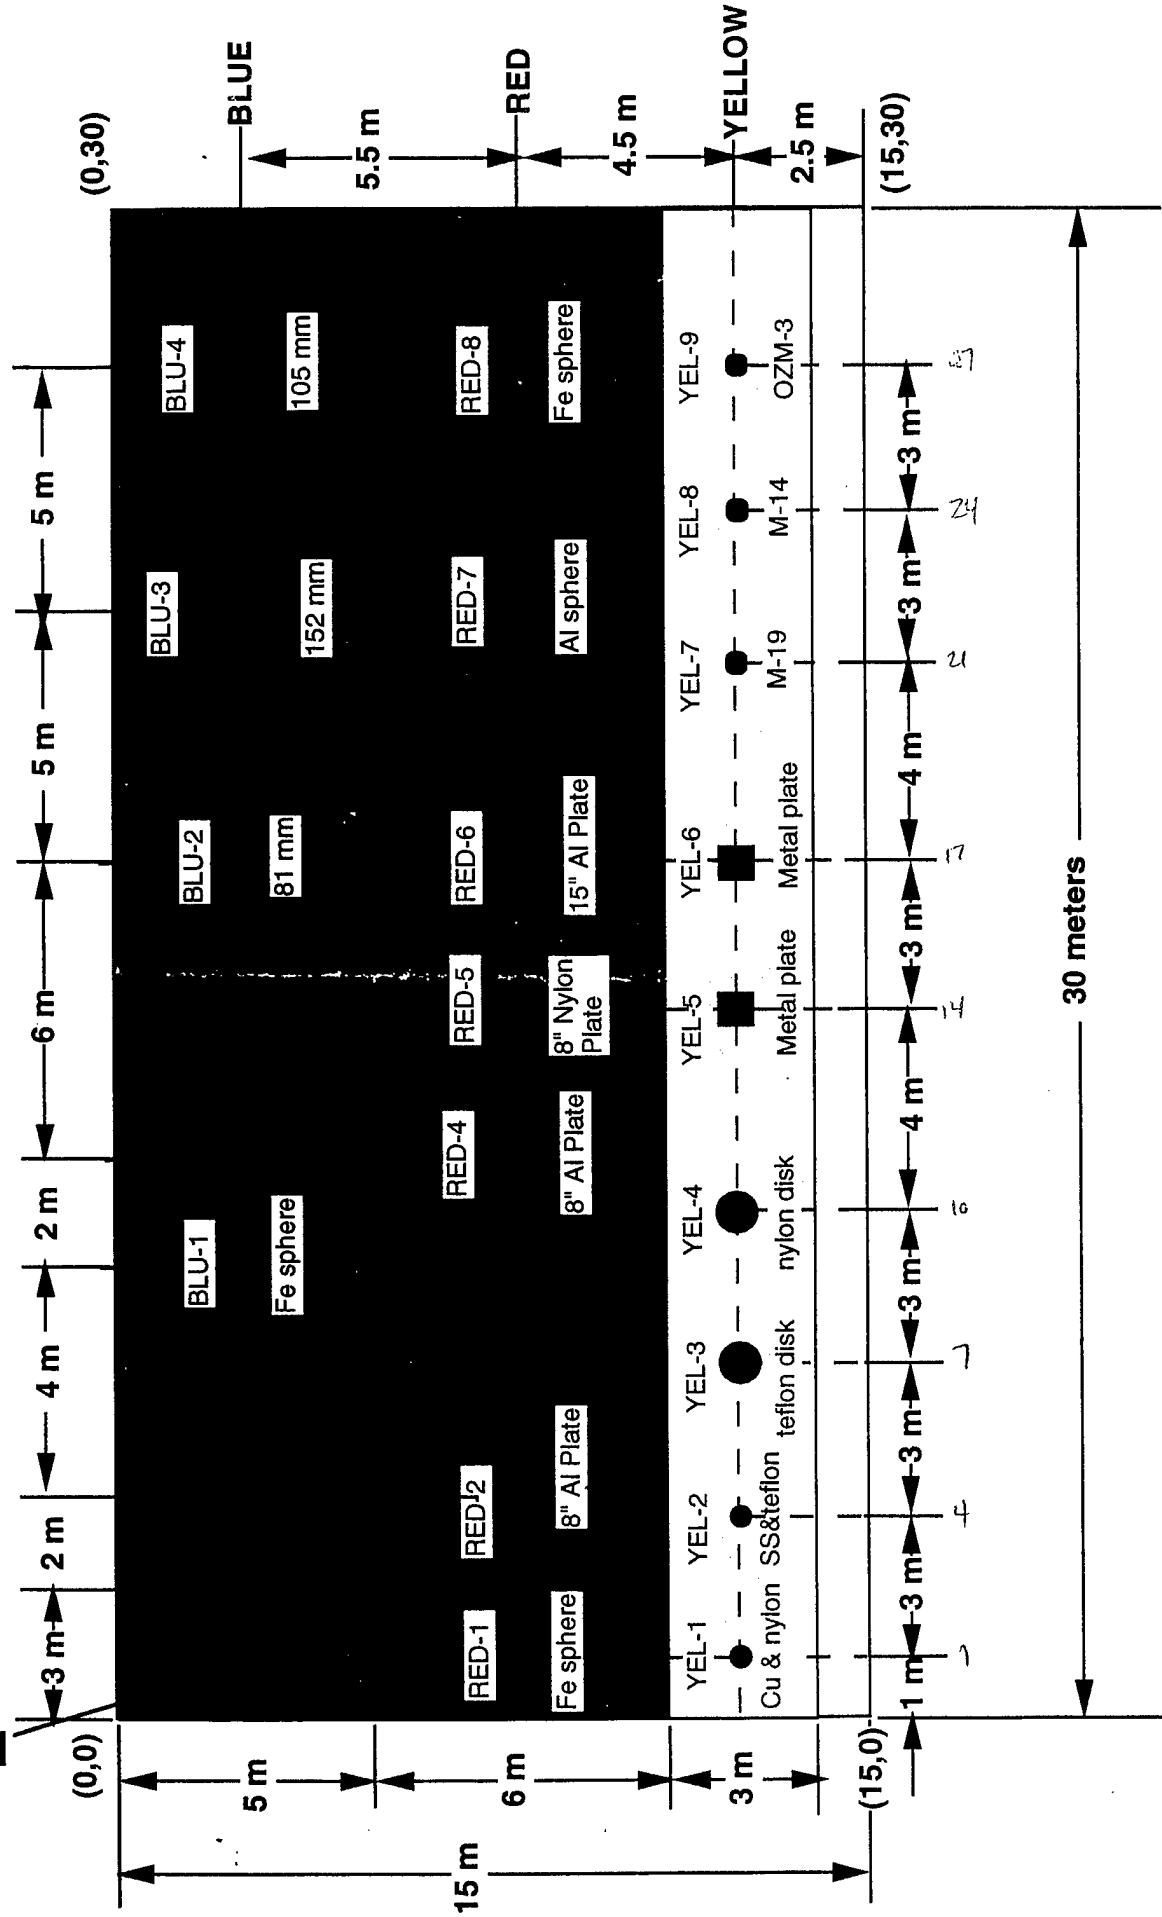 3 m
2 m
4 m
2 m
6 m
5 m
5 m
(0,0)
(0,30)
BLU-1
BLU-2
BLU-3
BLU-4
Fe sphere
81 mm
152 mm
105 mm
BLUE
5 m
5.5 m
RED-1
RED-2
RED-4
RED-5
RED-6
RED-7
RED-8
RED
Fe sphere
8" Al Plate
8" Al Plate
8" Nylon
Plate
15" Al Plate
Al sphere
Fe sphere
6 m
4.5 m
15 m
YEL-1
YEL-2
YEL-3
YEL-4
YEL-5
YEL-6
YEL-7
YEL-8
YEL-9
YELLOW
Cu & nylon
SS&teflon
teflon disk
nylon disk
Metal plate
Metal plate
M-19
M-14
OZM-3
3 m
2.5 m
(15,0)
(15,30)
1 m
3 m
3 m
3 m
4 m
3 m
4 m
3 m
3 m
1
4
7
10
14
17
21
24
27
30 meters